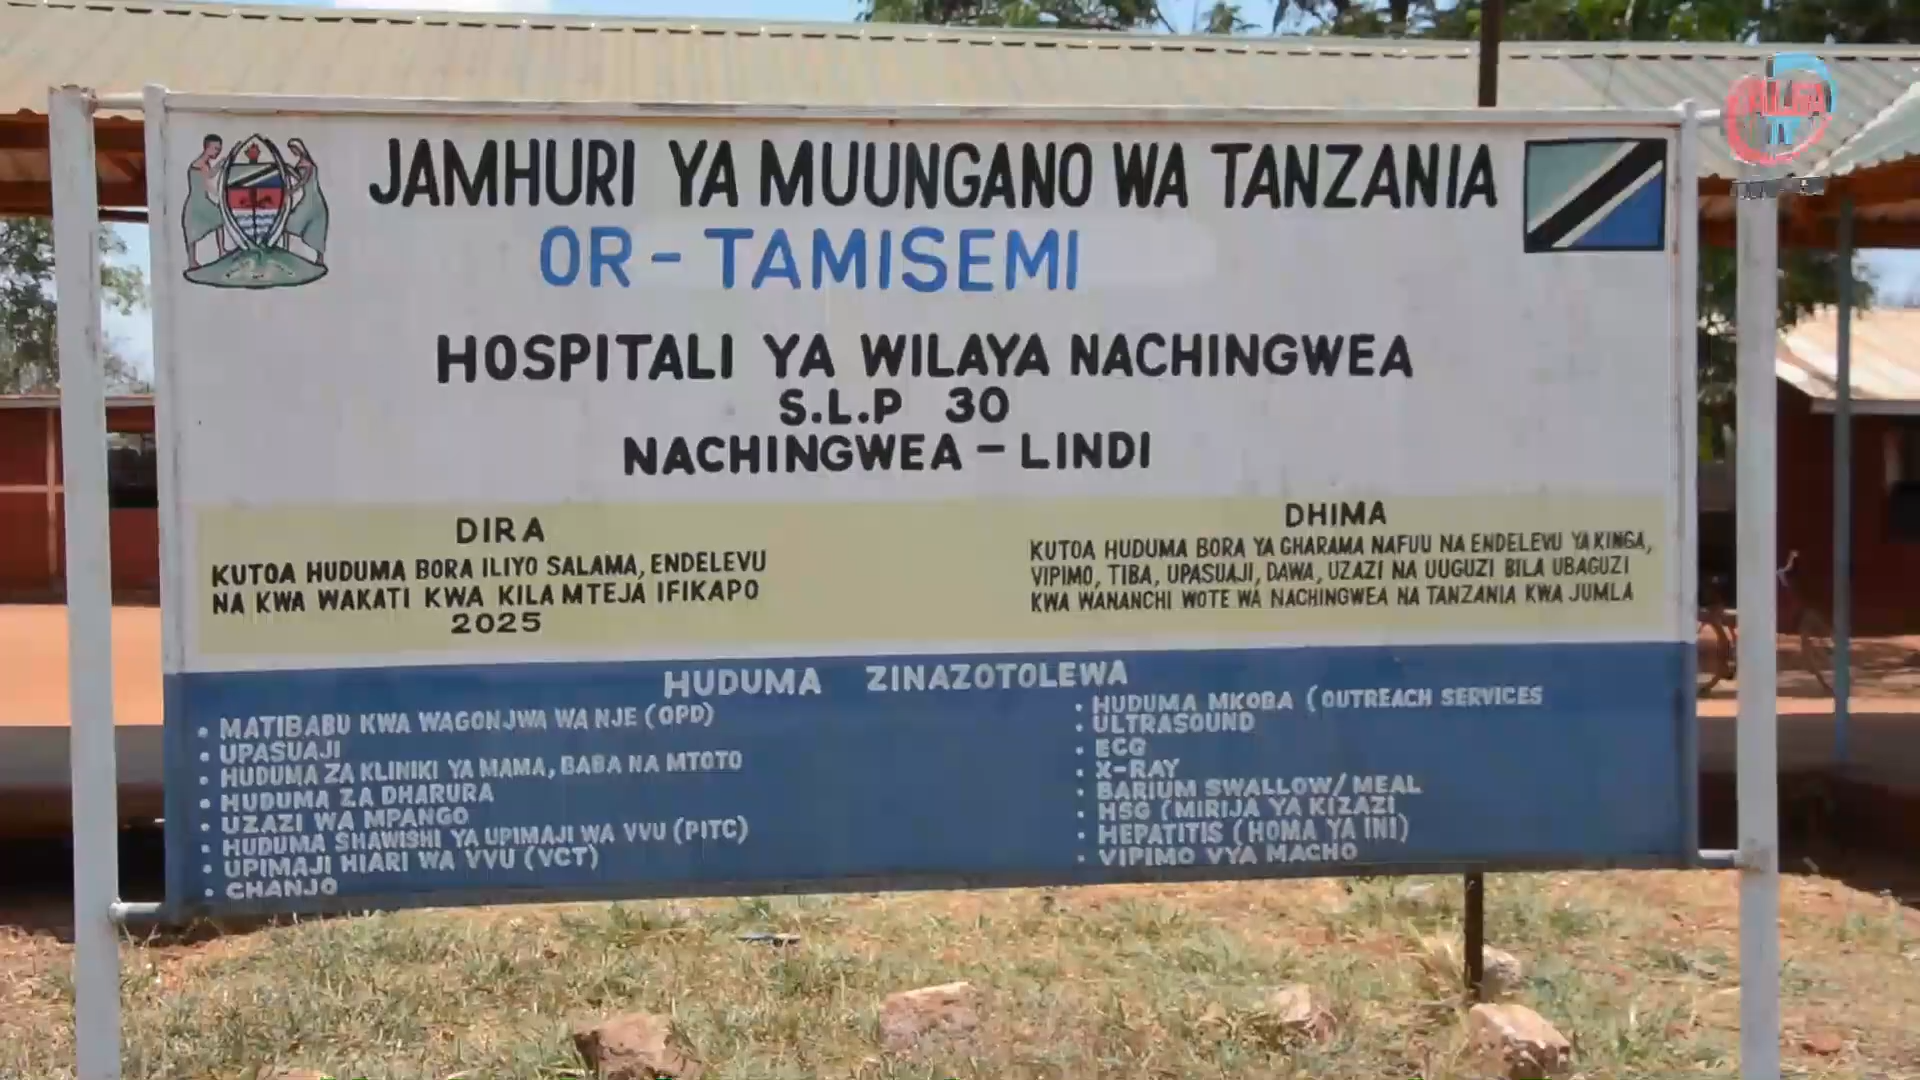 JAMHURI YA MUUNGANO WA TANZANIA
OR - TAMISEMI
HOSPITALI YA WILAYA NACHINGWEA
S.L.P 30
NACHINGWEA - LINDI
DIRA
KUTOA HUDUMA BORA ILIYO SALAMA, ENDELEVU
NA KWA WAKATI KWA KILA MTEJA IFIKAPO
2025
DHIMA
KUTOA HUDUMA BORA YA GHARAMA NAFUU NA ENDELEVU YA KINGA,
VIPIMO, TIBA, UPASUAJI, DAWA, UZAZI NA UUGUZI BILA UBAGUZI
KWA WANANCHI WOTE WA NACHINGWEA NA TANZANIA KWA JUMLA
HUDUMA ZINAZOTOLEWA
• MATIBABU KWA WAGONJWA WA NJE (OPD)
• UPASUAJI
• HUDUMA ZA KLINIKI YA MAMA, BABA NA MTOTO
• HUDUMA ZA DHARURA
• UZAZI WA MPANGO
• HUDUMA SHAWISHI YA UPIMAJI WA VVU (PITC)
• UPIMAJI HIARI WA VVU (VCT)
• CHANJO
• HUDUMA MKOBA (OUTREACH SERVICES
• ULTRASOUND
• ECG
• X-RAY
• BARIUM SWALLOW/MEAL
• HSG (MIRIJA YA KIZAZI
• HEPATITIS (HOMA YA INI)
• VIPIMO VYA MACHO